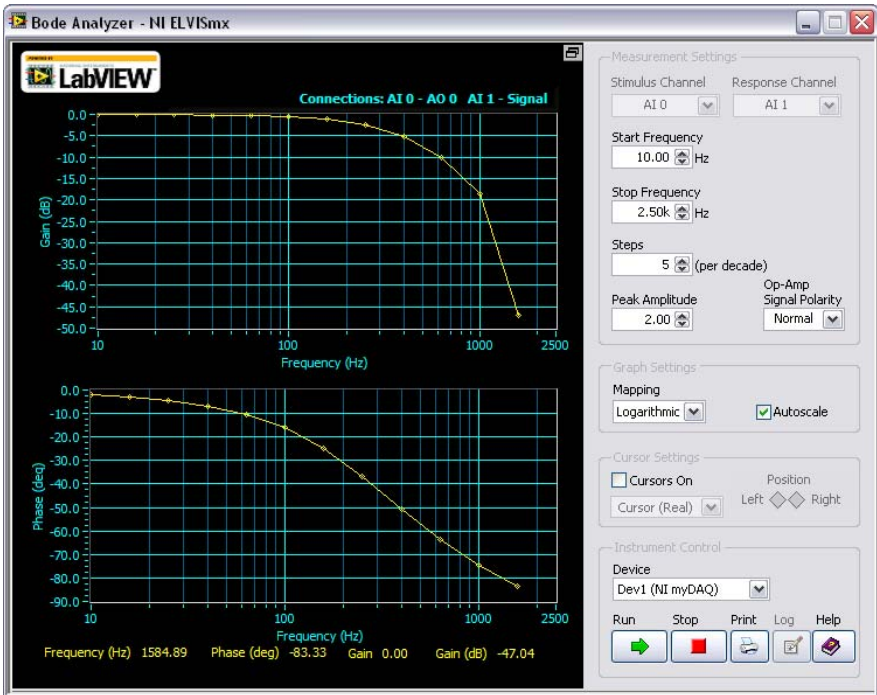 Bode Analyzer - NI ELVISmx
POWERED BY
LabVIEW
Connections: AI 0 - AO 0 AI 1 - Signal
Gain (dB)
0.0
-5.0
-10.0
-15.0
-20.0
-25.0
-30.0
-35.0
-40.0
-45.0
-50.0
10 100 1000 2500
Frequency (Hz)
Phase (deg)
0.0
-10.0
-20.0
-30.0
-40.0
-50.0
-60.0
-70.0
-80.0
-90.0
10 100 1000 2500
Frequency (Hz)
Frequency (Hz) 1584.89 Phase (deg) -83.33 Gain 0.00 Gain (dB) -47.04
Measurement Settings
Stimulus Channel Response Channel
AI 0 AI 1
Start Frequency
10.00 Hz
Stop Frequency
2.50k Hz
Steps
5 (per decade)
Peak Amplitude
2.00
Op-Amp
Signal Polarity
Normal
Graph Settings
Mapping
Logarithmic Autoscale
Cursor Settings
Cursors On Position
Cursor (Real) Left Right
Instrument Control
Device
Dev1 (NI myDAQ)
Run Stop Print Log Help